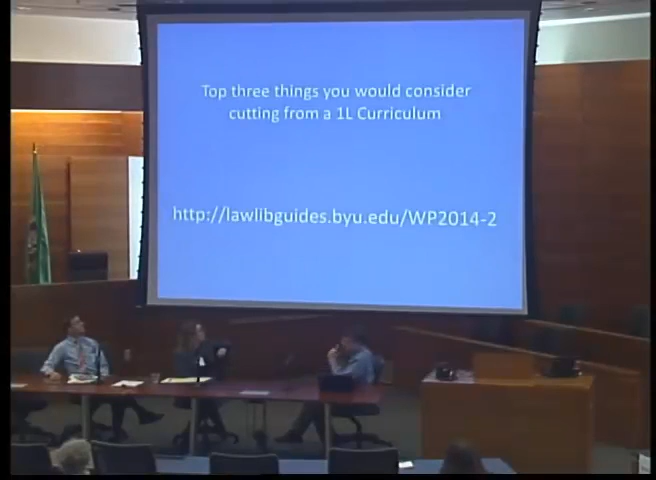 Top three things you would consider
cutting from a 1L Curriculum
http://lawlibguides.byu.edu/WP2014-2